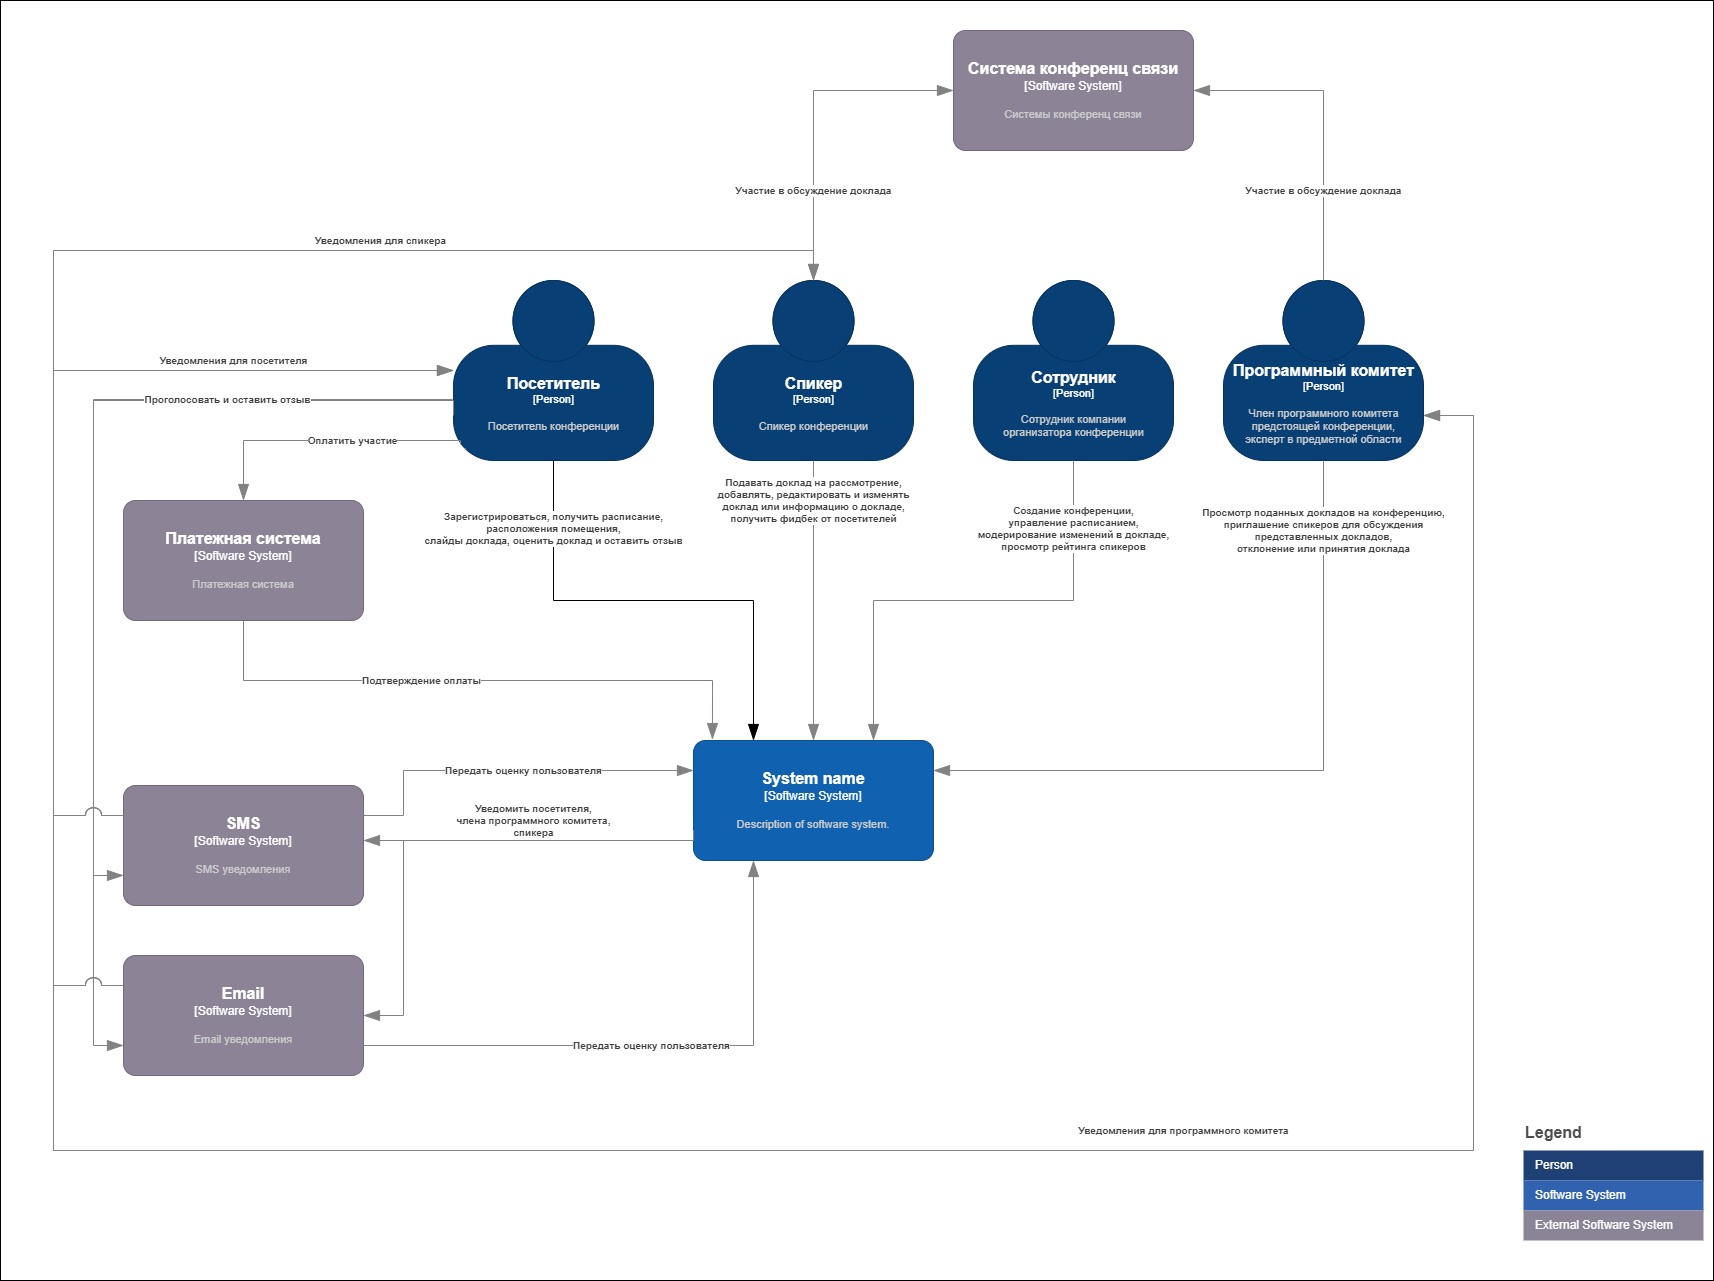 Система конференц связи
[Software System]
Системы конференц связи
Участие в обсуждение доклада
Участие в обсуждение доклада
Уведомления для спикера
Уведомления для посетителя
Посетитель
[Person]
Посетитель конференции
Спикер
[Person]
Спикер конференции
Сотрудник
[Person]
Сотрудник компании
организатора конференции
Программный комитет
[Person]
Член программного комитета
предстоящей конференции,
эксперт в предметной области
Проголосовать и оставить отзыв
Оплатить участие
Зарегистрироваться, получить расписание,
расположения помещения,
слайды доклада, оценить доклад и оставить отзыв
Подавать доклад на рассмотрение,
добавлять, редактировать и изменять
доклад или информацию о докладе,
получить фидбек от посетителей
Создание конференции,
управление расписанием,
модерирование изменений в докладе,
просмотр рейтинга спикеров
Просмотр поданных докладов на конференцию,
приглашение спикеров для обсуждения
представленных докладов,
отклонение или принятия доклада
Платежная система
[Software System]
Платежная система
Подтверждение оплаты
Передать оценку пользователя
System name
[Software System]
Description of software system.
Уведомить посетителя,
члена программного комитета,
спикера
SMS
[Software System]
SMS уведомления
Email
[Software System]
Email уведомления
Передать оценку пользователя
Уведомления для программного комитета
Legend
Person
Software System
External Software System